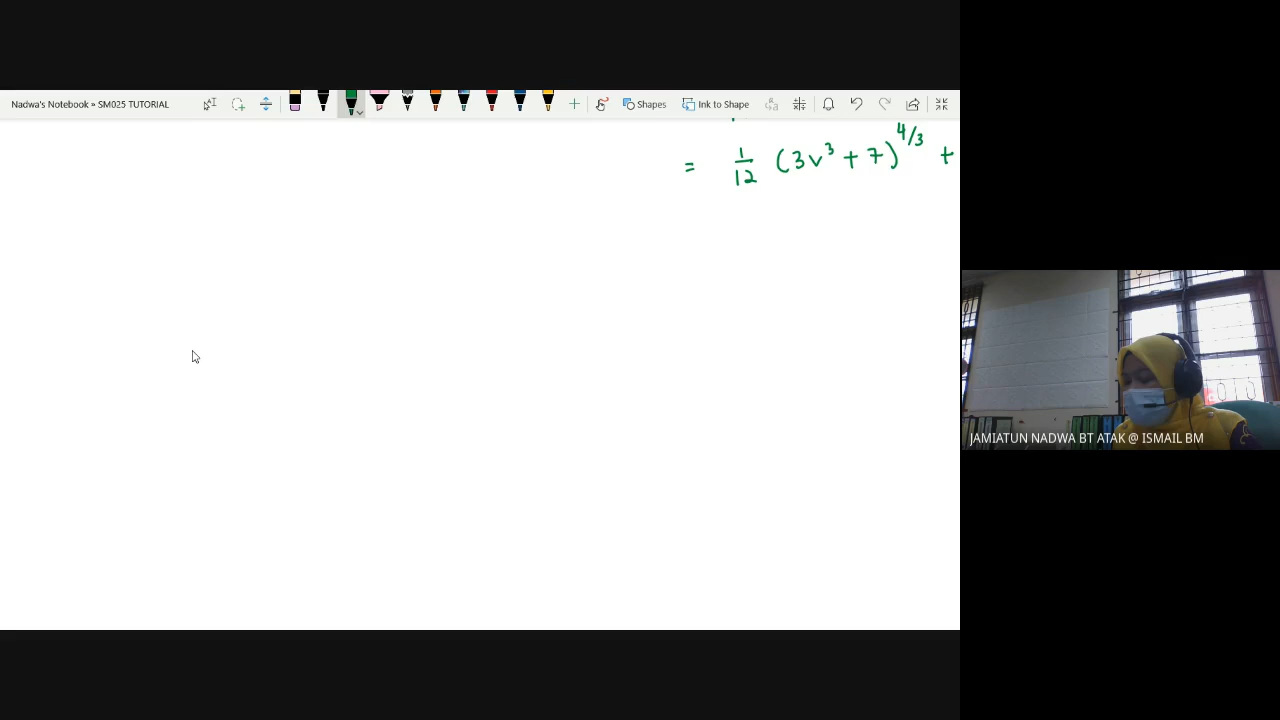 Nadwa's Notebook » SM025 TUTORIAL
Shapes
Ink to Shape
= 1/12 (3v³ + 7)^4/3 +
JAMIATUN NADWA BT ATAK @ ISMAIL BM